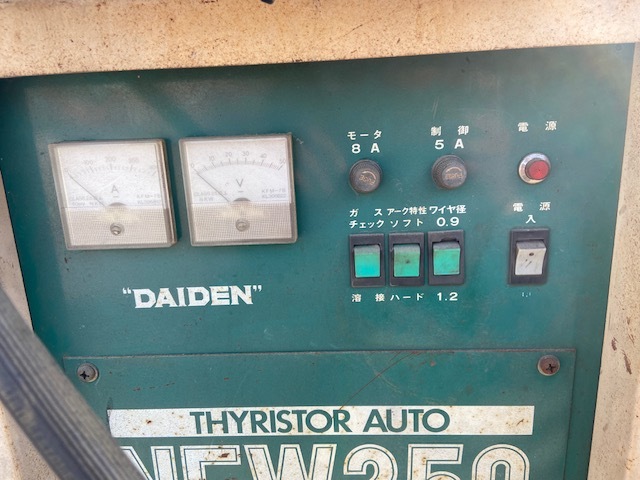 A
V
モータ
8 A
制御
5 A
電源
ガス
チェック
アーク特性
ソフト
ワイヤ径
0.9
電源
入
溶接
ハード
1.2
"DAIDEN"
THYRISTOR AUTO
NEW350